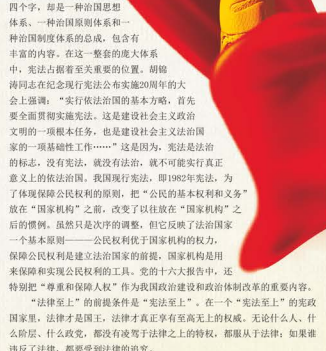 四个字，却是一种治国思想
体系、一种治国原则体系和一
种治国制度体系的总成，包含有
丰富的内容。在这一整套的庞大体系
中，宪法占据着至关重要的位置。胡锦
涛同志在纪念现行宪法公布实施20周年的大
会上强调：“实行依法治国的基本方略，首先
要全面贯彻实施宪法。这是建设社会主义政治
文明的一项根本任务，也是建设社会主义法治国
家的一项基础性工作……”这是因为，宪法是法治
的标志，没有宪法，就没有法治，就不可能实行真正
意义上的依法治国。我国现行宪法，即1982年宪法，为
了体现保障公民权利的原则，把“公民的基本权利和义务”
放在“国家机构”之前，改变了以往放在“国家机构”之
后的惯例。虽然只是次序的调整，但它反映了法治国家
一个基本原则———公民权利优于国家机构的权力，
保障公民权利是建立法治国家的前提，国家机构是用
来保障和实现公民权利的工具。党的十六大报告中，还
特别把“尊重和保障人权”作为我国政治建设和政治体制改革的重要内容。
“法律至上”的前提条件是“宪法至上”。在一个“宪法至上”的宪政
国家里，法律才是国王，法律才真正享有至高无上的权威。无论什么人、什
么阶层、什么政党，都没有凌驾于法律之上的特权，都服从于法律；如果谁
违反了法律，都要受到法律的追究。